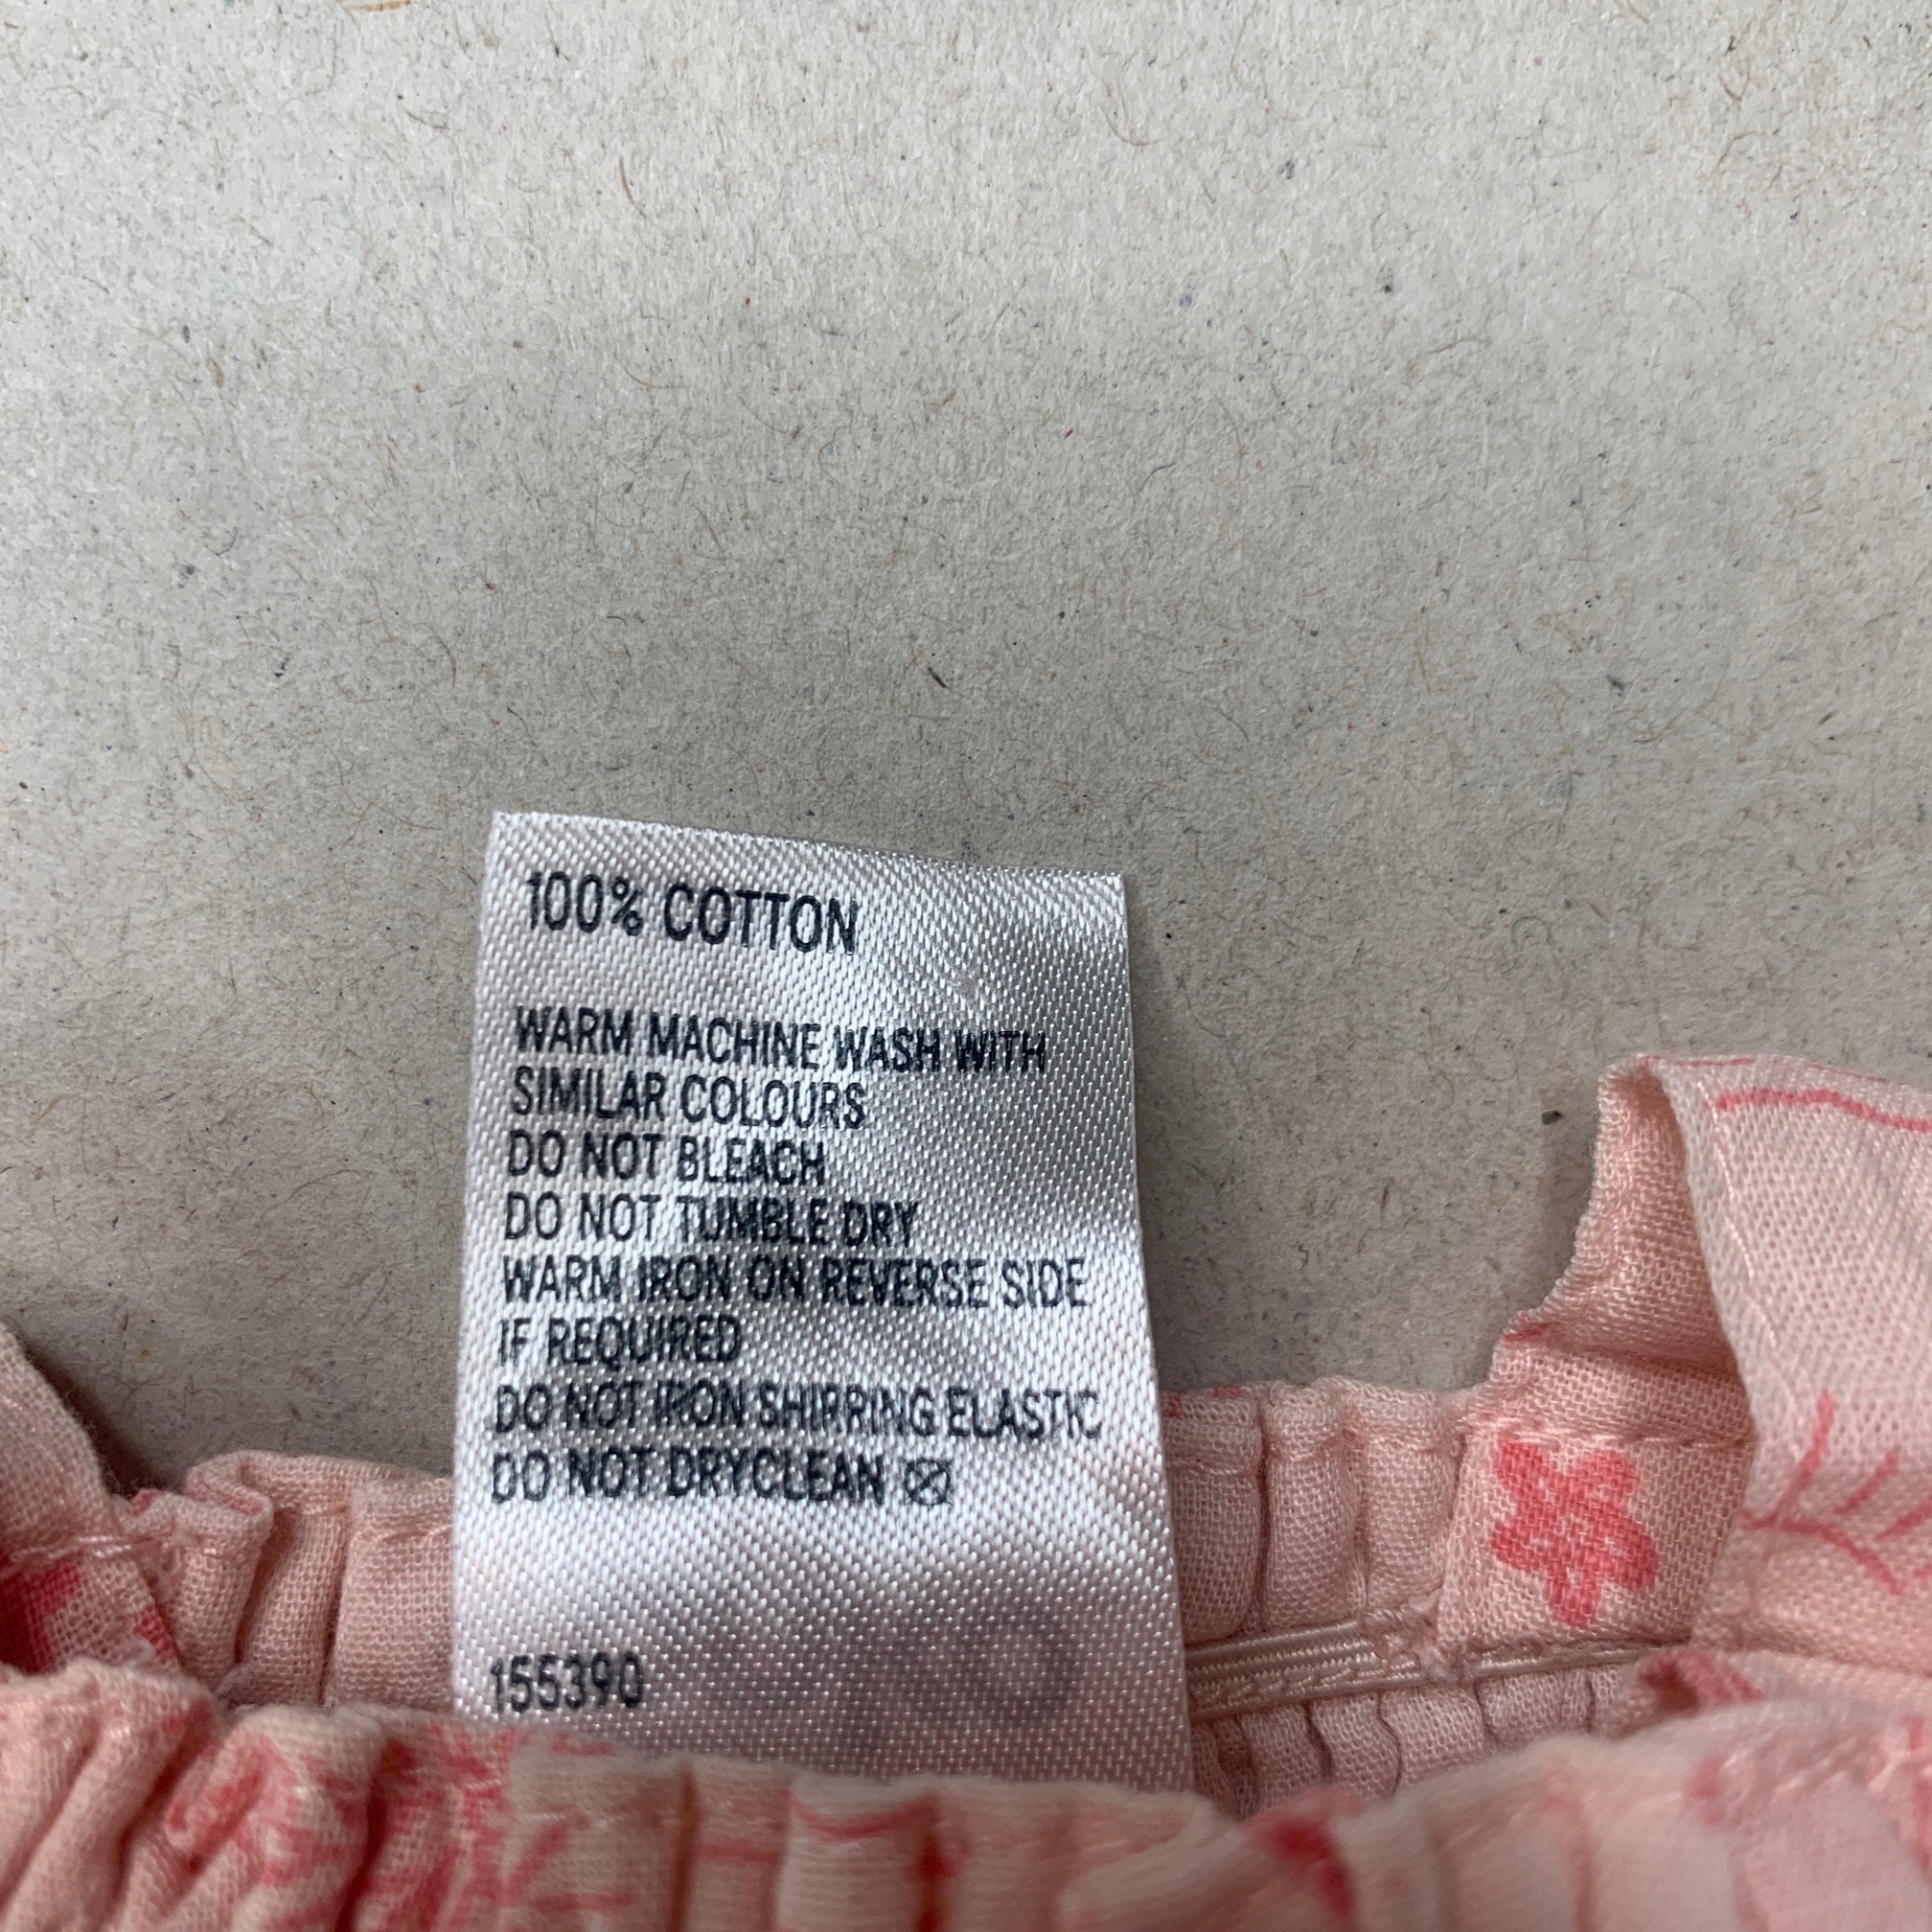 100% COTTON
WARM MACHINE WASH WITH
SIMILAR COLOURS
DO NOT BLEACH
DO NOT TUMBLE DRY
WARM IRON ON REVERSE SIDE
IF REQUIRED
DO NOT IRON SHIRRING ELASTIC
DO NOT DRYCLEAN
155390